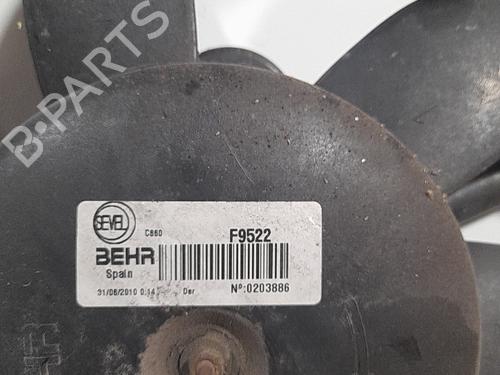 B-PARTS
SEVEL C860 F9522
BEHR
Spain
31/08/2010 0:14 Der Nº:0203886